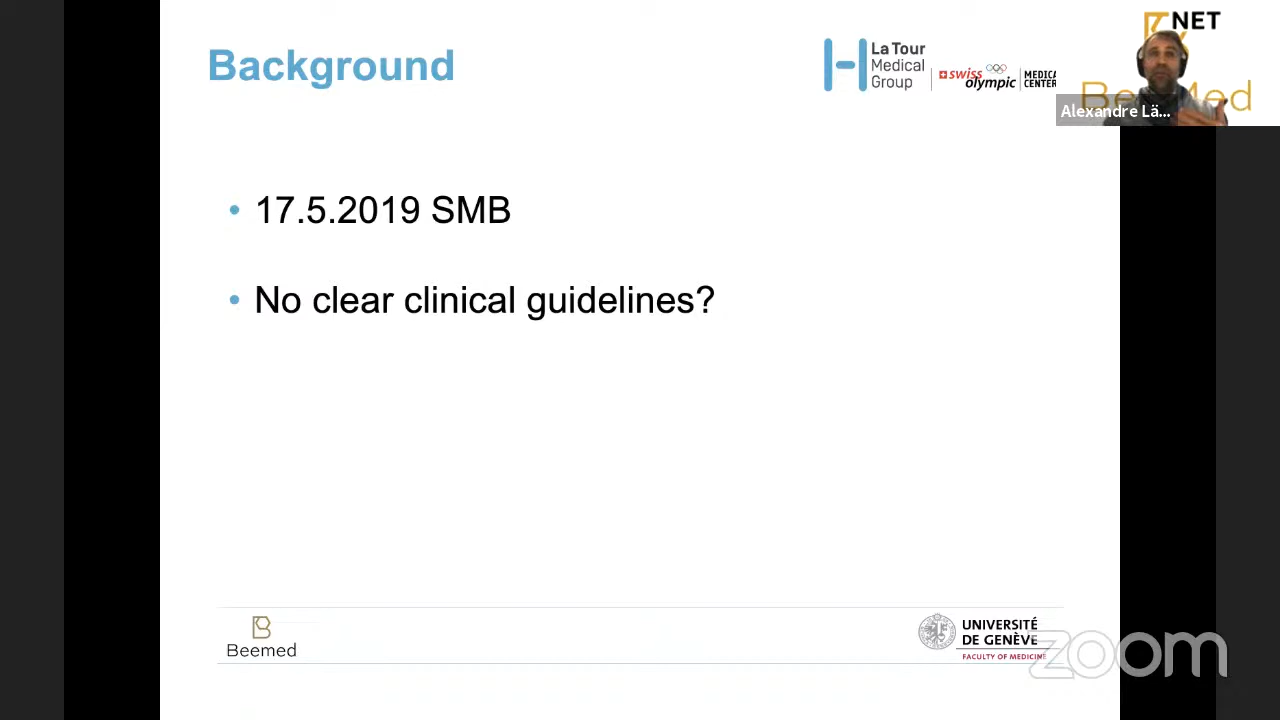 Background
La Tour
Medical
Group
swiss
olympic
MEDICAL
CENTER
NET
Alexandre Lä...
• 17.5.2019 SMB
• No clear clinical guidelines?
Beemed
UNIVERSITÉ
DE GENÈVE
FACULTY OF MEDICINE
zoom